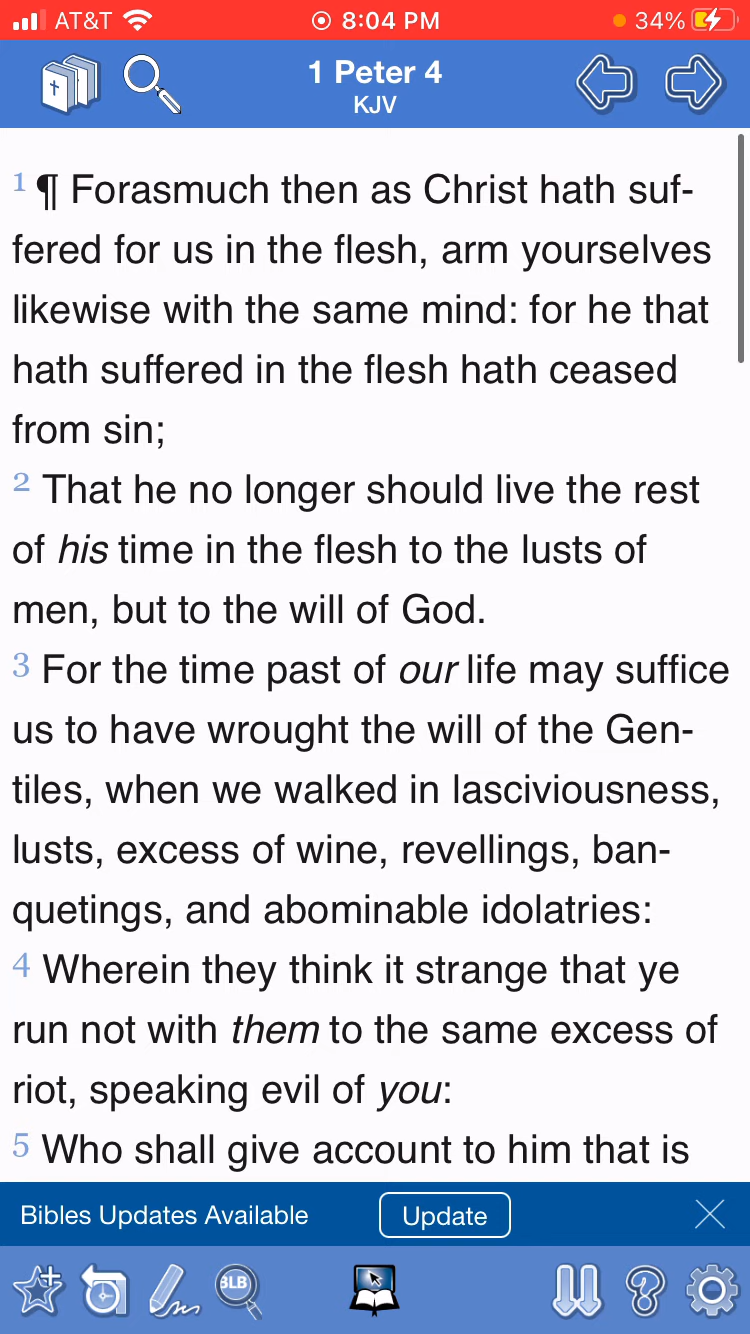 AT&T 8:04 PM 34%
1 Peter 4
KJV
1 ¶ Forasmuch then as Christ hath suf-
fered for us in the flesh, arm yourselves
likewise with the same mind: for he that
hath suffered in the flesh hath ceased
from sin;
2 That he no longer should live the rest
of his time in the flesh to the lusts of
men, but to the will of God.
3 For the time past of our life may suffice
us to have wrought the will of the Gen-
tiles, when we walked in lasciviousness,
lusts, excess of wine, revellings, ban-
quetings, and abominable idolatries:
4 Wherein they think it strange that ye
run not with them to the same excess of
riot, speaking evil of you:
5 Who shall give account to him that is
Bibles Updates Available Update
BLB